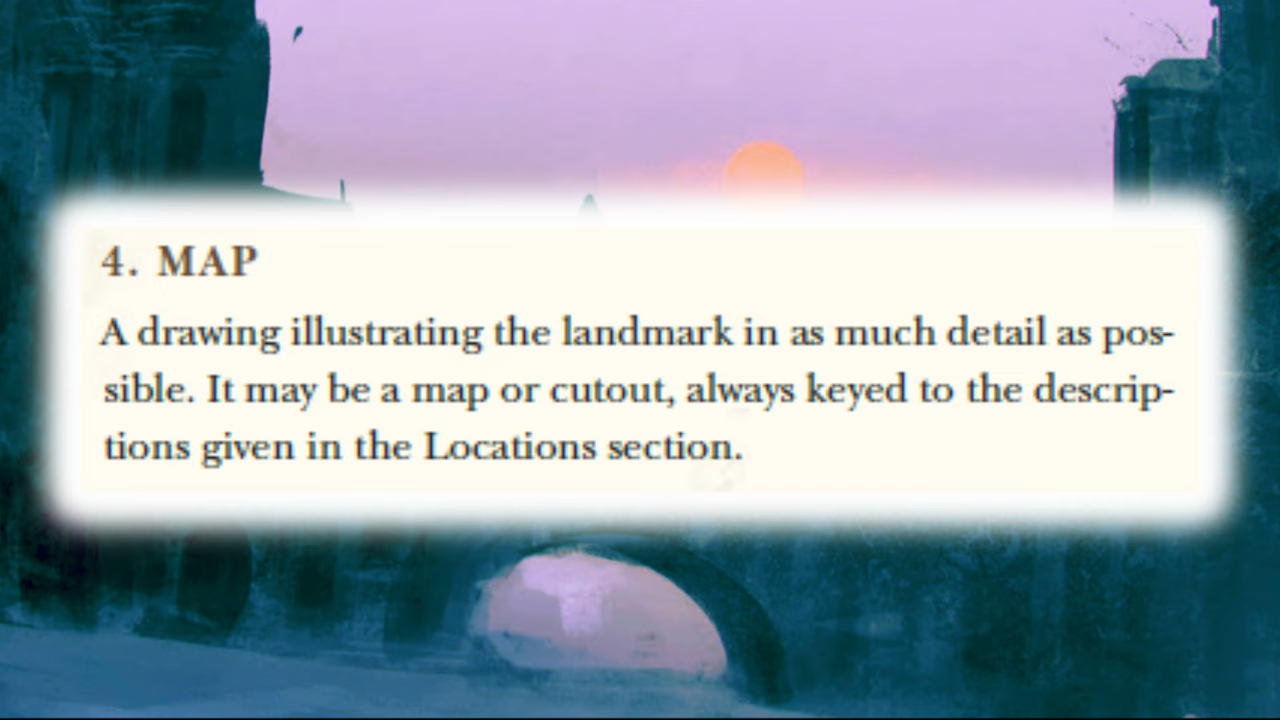 4. MAP
A drawing illustrating the landmark in as much detail as pos-
sible. It may be a map or cutout, always keyed to the descrip-
tions given in the Locations section.